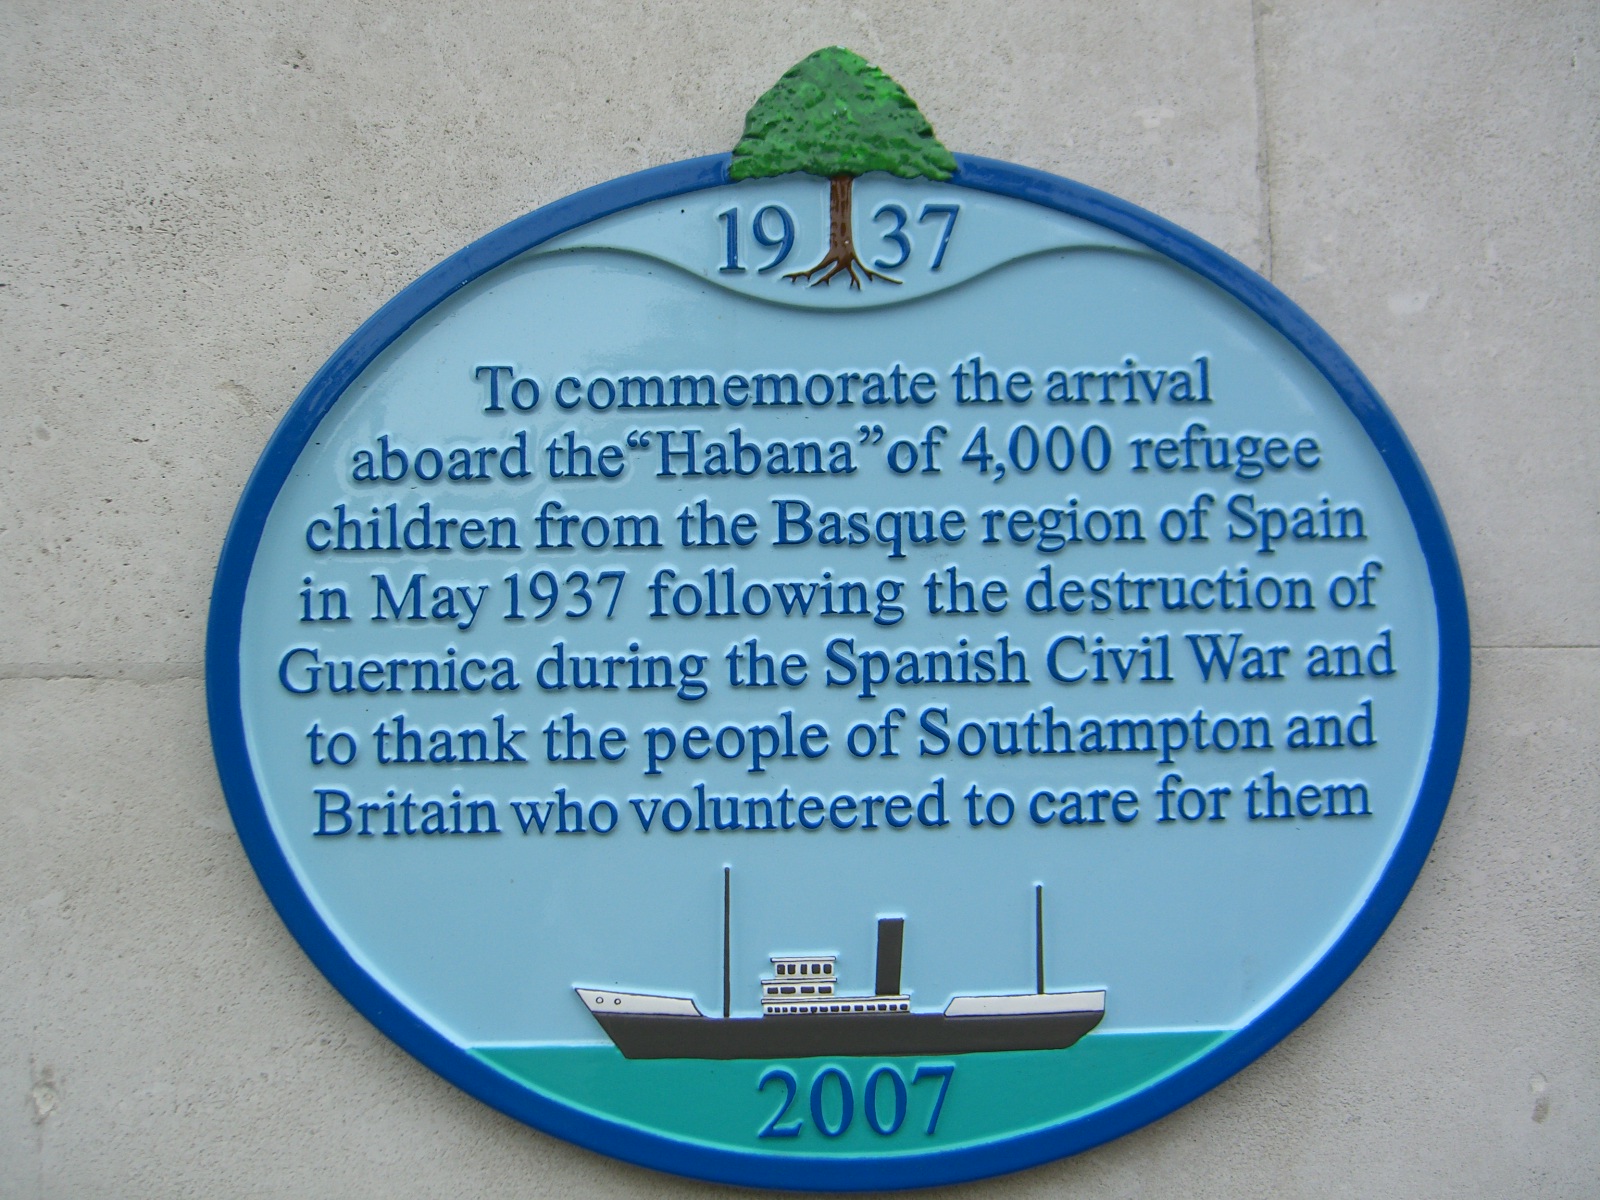 1937
To commemorate the arrival
aboard the “Habana” of 4,000 refugee
children from the Basque region of Spain
in May 1937 following the destruction of
Guernica during the Spanish Civil War and
to thank the people of Southampton and
Britain who volunteered to care for them
2007